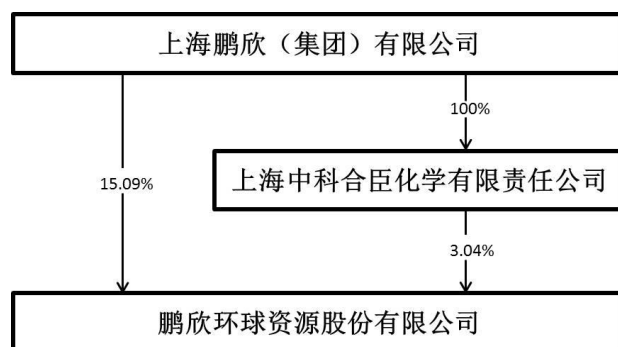 上海鹏欣（集团）有限公司
100%
上海中科合臣化学有限责任公司
15.09%
3.04%
鹏欣环球资源股份有限公司